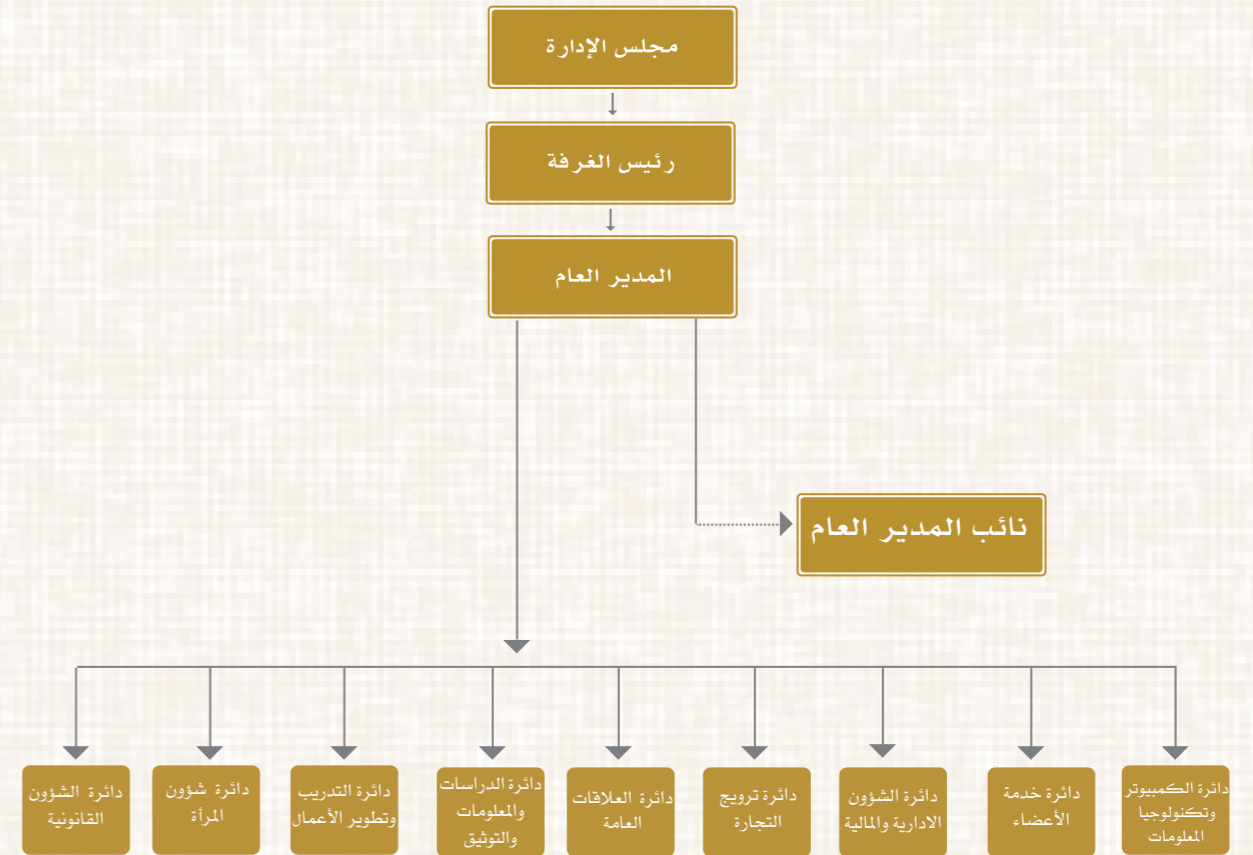 مجلس الإدارة
رئيس الغرفة
المدير العام
نائب المدير العام
دائرة الكمبيوتر
وتكنولوجيا
المعلومات
دائرة خدمة
الأعضاء
دائرة الشؤون
الادارية والمالية
دائرة ترويج
التجارة
دائرة العلاقات
العامة
دائرة الدراسات
والمعلومات
والتوثيق
دائرة التدريب
وتطوير الأعمال
دائرة شؤون
المرأة
دائرة الشؤون
القانونية